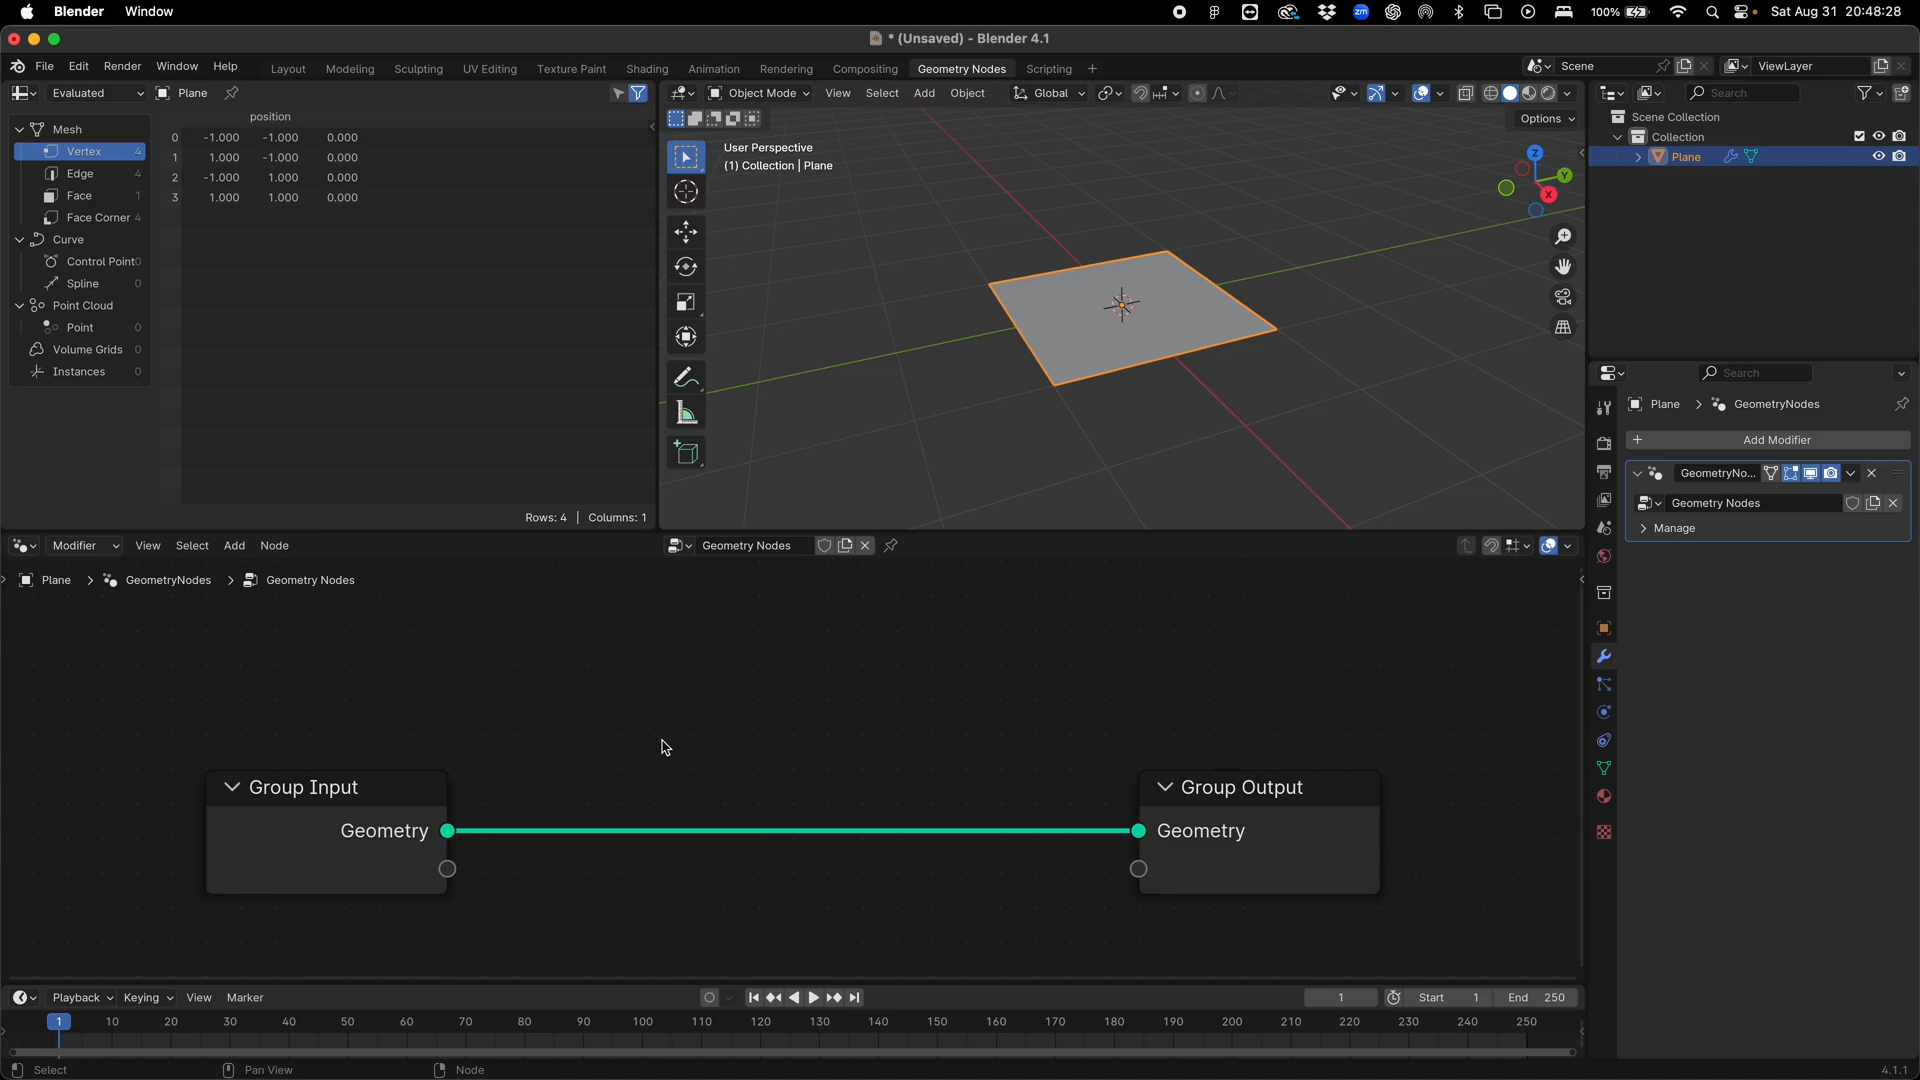 Blender Window
zm 100% Sat Aug 31 20:48:28
* (Unsaved) - Blender 4.1
File Edit Render Window Help
Layout Modeling Sculpting UV Editing Texture Paint Shading Animation Rendering Compositing Geometry Nodes Scripting +
Scene ViewLayer
Evaluated Plane
Object Mode View Select Add Object Global
Search
position
Options
0 -1.000 -1.000 0.000
1 1.000 -1.000 0.000
2 -1.000 1.000 0.000
3 1.000 1.000 0.000
Mesh
Vertex 4
Edge 4
Face 1
Face Corner 4
Curve
Control Point 0
Spline 0
Point Cloud
Point 0
Volume Grids 0
Instances 0
Rows: 4 | Columns: 1
User Perspective
(1) Collection | Plane
Z
Y
X
Scene Collection
Collection
Plane
Search
Plane > GeometryNodes
+ Add Modifier
GeometryNo...
Geometry Nodes
Manage
Modifier View Select Add Node Geometry Nodes
Plane > GeometryNodes > Geometry Nodes
Group Input
Geometry
Group Output
Geometry
Playback Keying View Marker 1 Start 1 End 250
1 10 20 30 40 50 60 70 80 90 100 110 120 130 140 150 160 170 180 190 200 210 220 230 240 250
Select Pan View Node 4.1.1